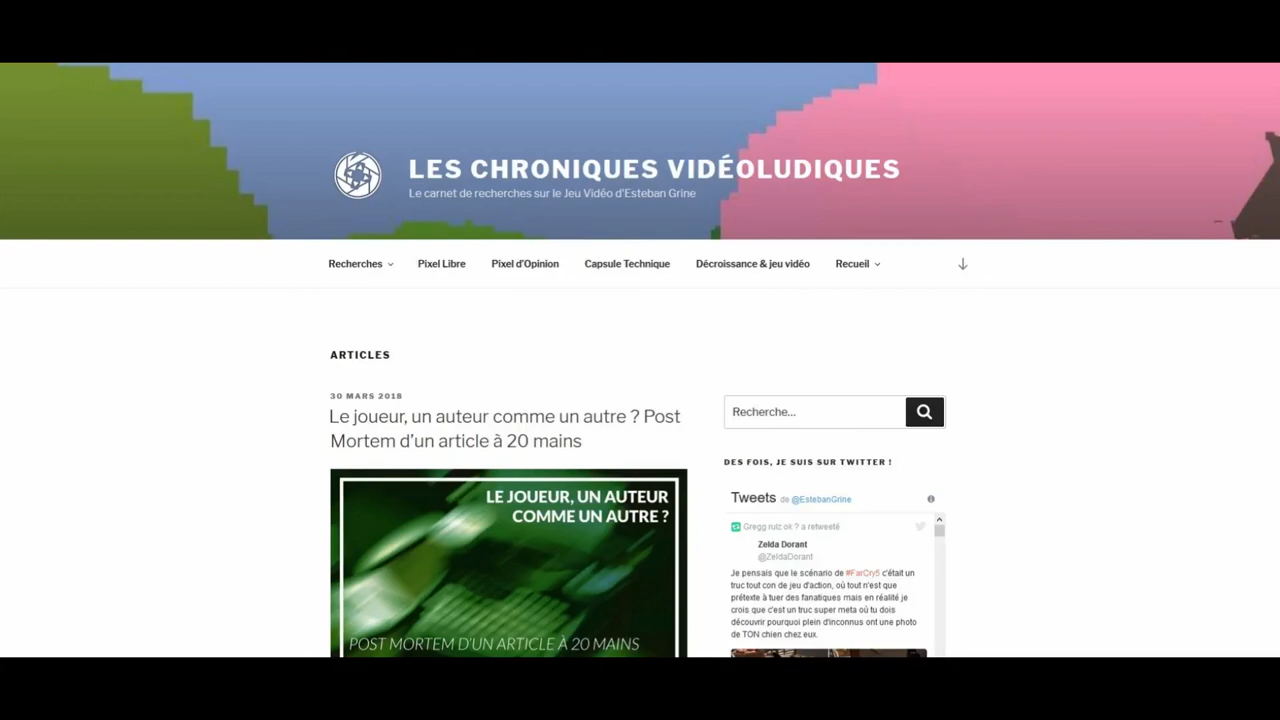 LES CHRONIQUES VIDÉOLUDIQUES
Le carnet de recherches sur le Jeu Vidéo d'Esteban Grine
Recherches
Pixel Libre
Pixel d'Opinion
Capsule Technique
Décroissance & jeu vidéo
Recueil
ARTICLES
30 MARS 2018
Le joueur, un auteur comme un autre ? Post
Mortem d'un article à 20 mains
LE JOUEUR, UN AUTEUR
COMME UN AUTRE ?
POST MORTEM D'UN ARTICLE À 20 MAINS
Recherche...
DES FOIS, JE SUIS SUR TWITTER !
Tweets de @EstebanGrine
Gregg rulz ok ? a retweeté
Zelda Dorant
@ZeldaDorant
Je pensais que le scénario de #FarCry5 c'était un
truc tout con de jeu d'action, où tout n'est que
prétexte à tuer des fanatiques mais en réalité je
crois que c'est un truc super meta où tu dois
découvrir pourquoi plein d'inconnus ont une photo
de TON chien chez eux.